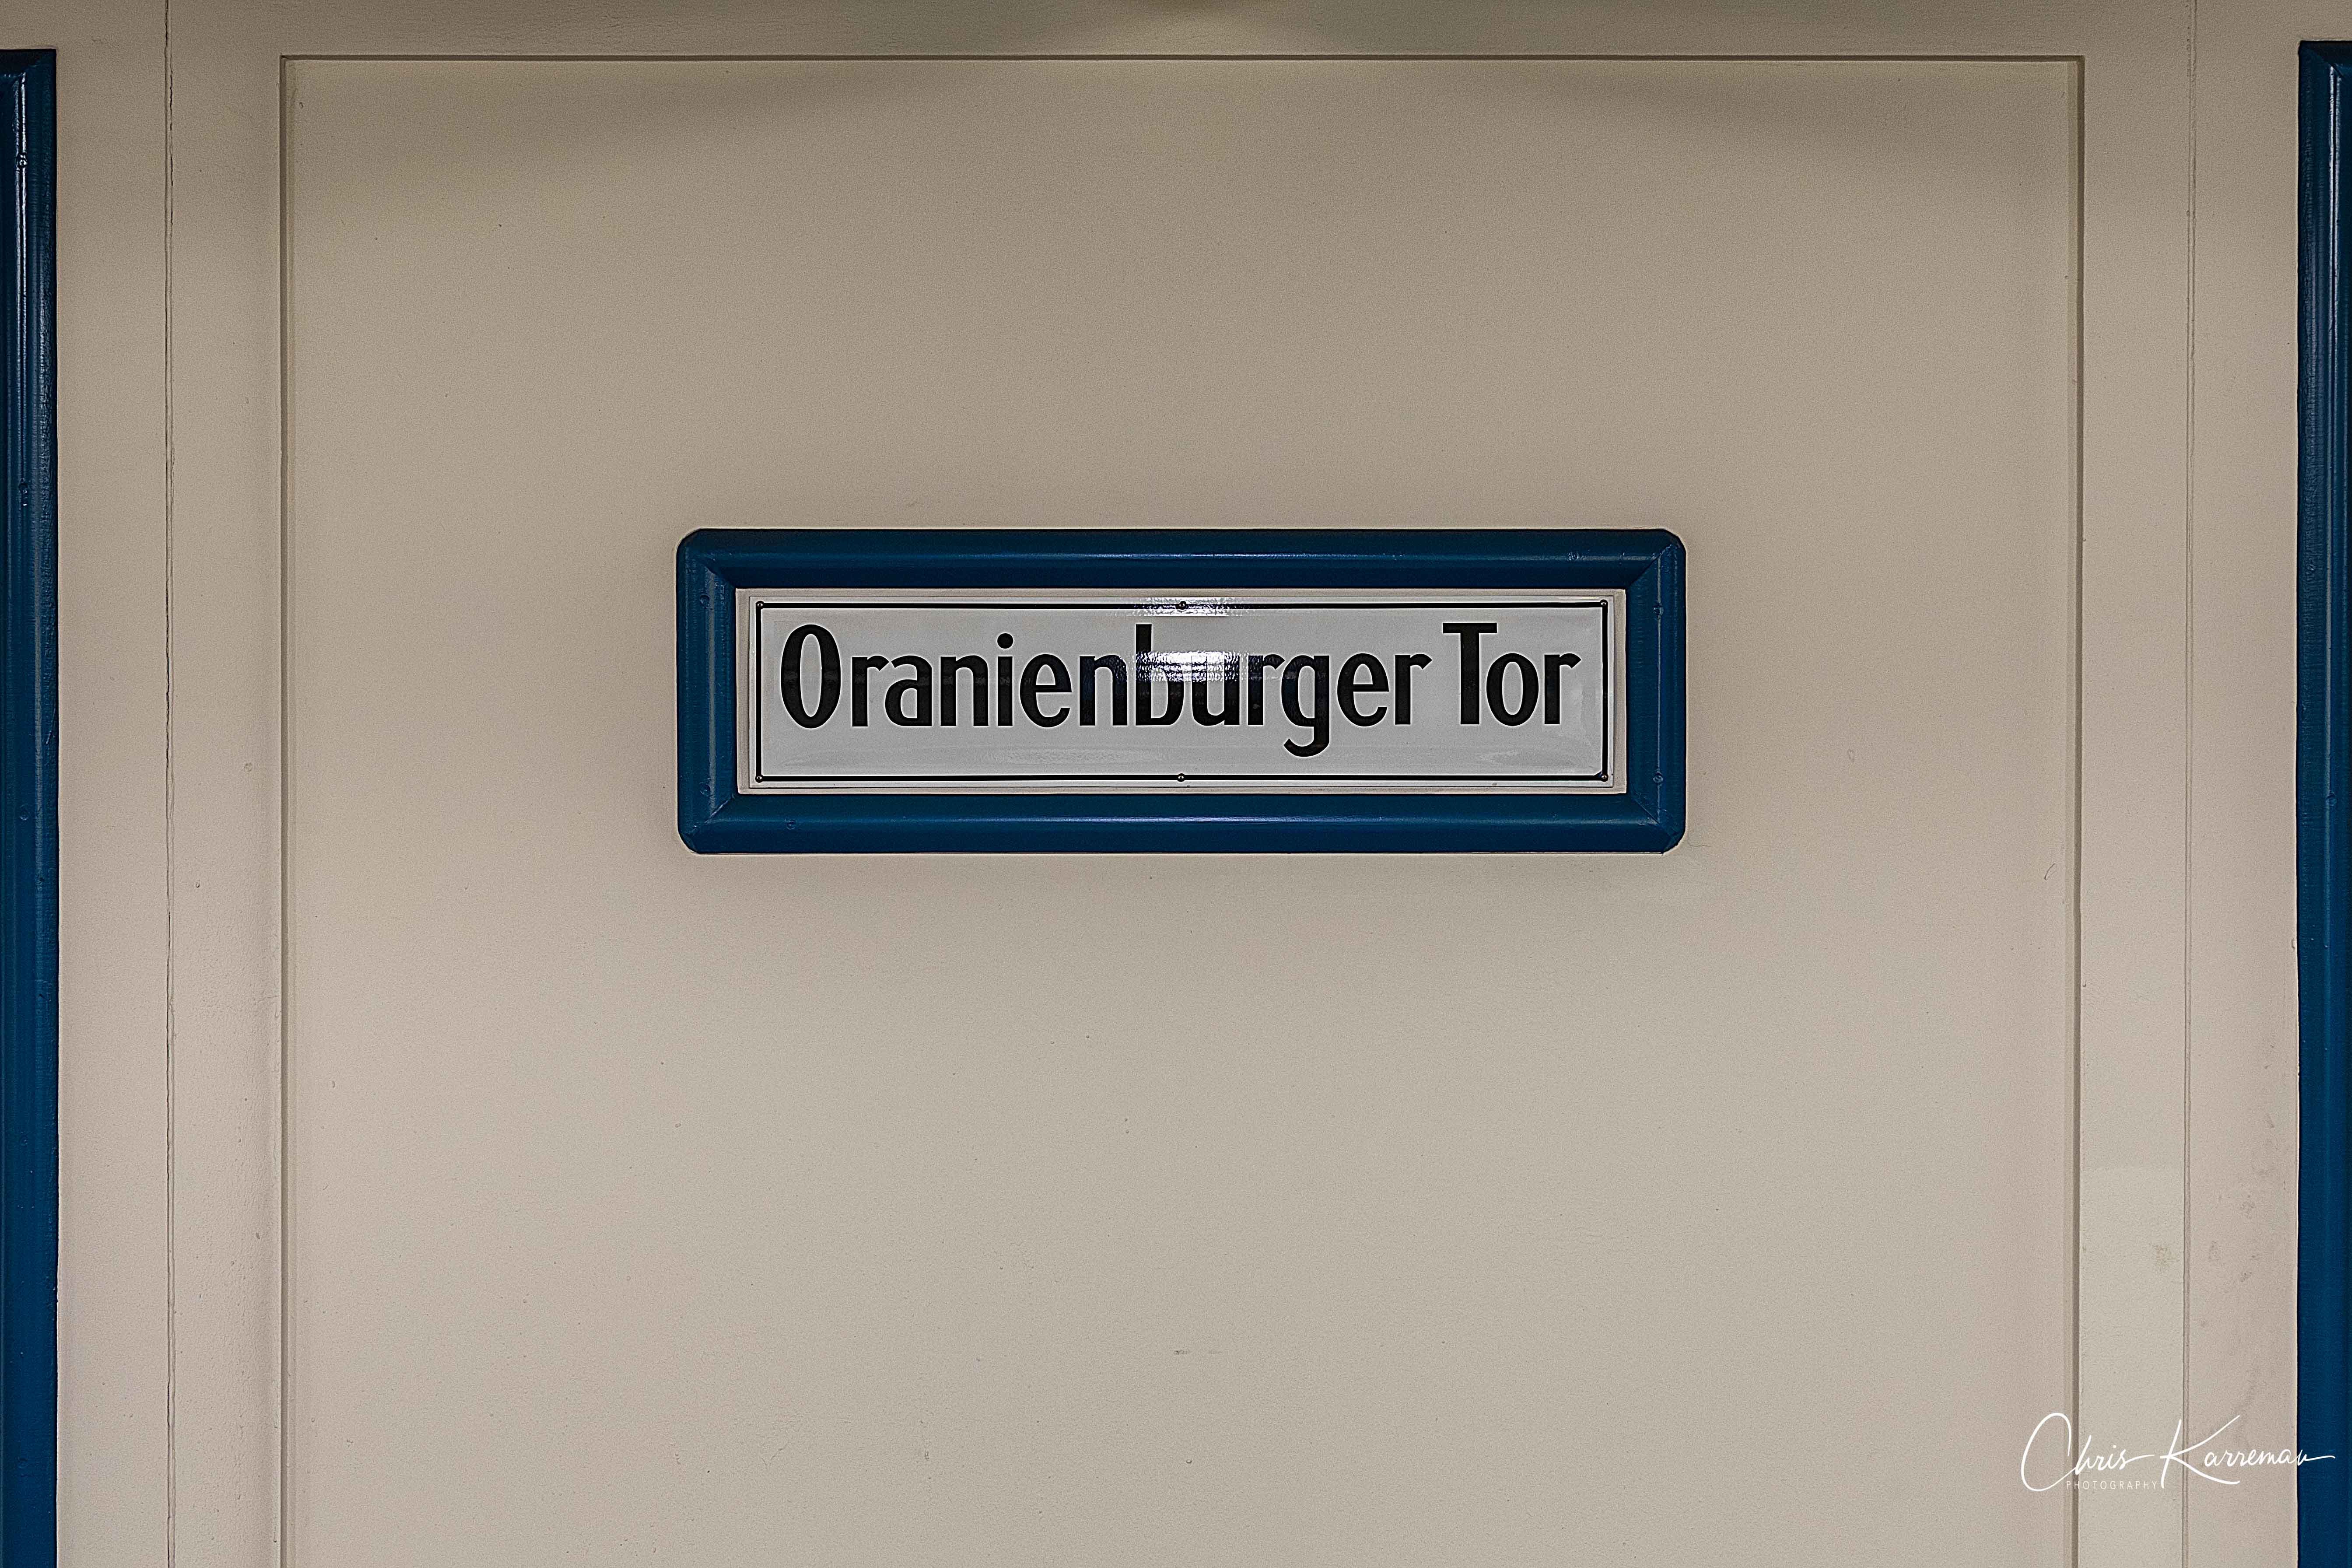 Oranienburger Tor
Chris Karreman
PHOTOGRAPHY